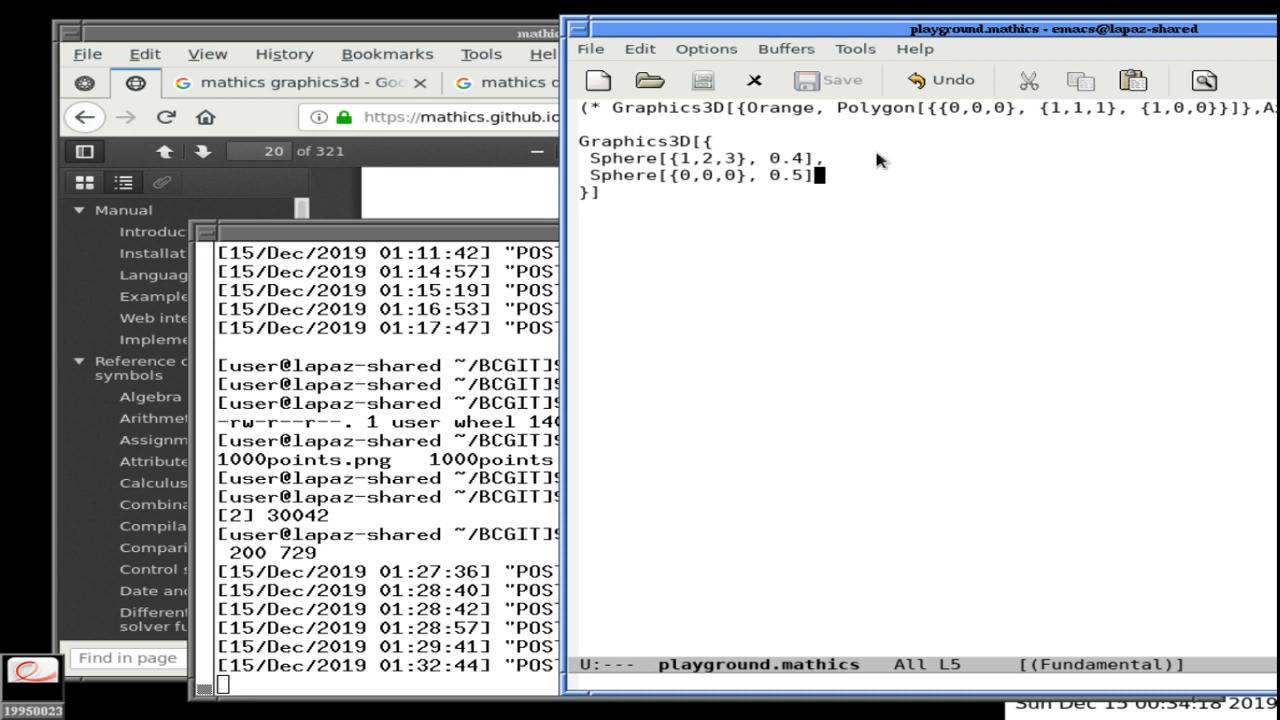 mathic
File Edit View History Bookmarks Tools Hel
mathics graphics3d - Goo
mathics c
https://mathics.github.io
20 of 321
Manual
Introduc
Installat
Languag
Example
Web inte
Impleme
Reference o
symbols
Algebra
Arithmet
Assignm
Attribute
Calculus
Combina
Compila
Compari
Control s
Date and
Different
solver fu
Find in page
[15/Dec/2019 01:11:42] "POS
[15/Dec/2019 01:14:57] "POS
[15/Dec/2019 01:15:19] "POS
[15/Dec/2019 01:16:53] "POS
[15/Dec/2019 01:17:47] "POS
[user@lapaz-shared ~/BCGIT]$
[user@lapaz-shared ~/BCGIT]$
[user@lapaz-shared ~/BCGIT]$
-rw-r--r--. 1 user wheel 140
[user@lapaz-shared ~/BCGIT]$
1000points.png 1000points
[user@lapaz-shared ~/BCGIT]$
[user@lapaz-shared ~/BCGIT]$
[2] 30042
[user@lapaz-shared ~/BCGIT]$
200 729
[15/Dec/2019 01:27:36] "POS
[15/Dec/2019 01:28:40] "POS
[15/Dec/2019 01:28:42] "POS
[15/Dec/2019 01:28:57] "POS
[15/Dec/2019 01:29:41] "POS
[15/Dec/2019 01:32:44] "POS
playground.mathics - emacs@lapaz-shared
File Edit Options Buffers Tools Help
Save Undo
(* Graphics3D[{Orange, Polygon[{{0,0,0}, {1,1,1}, {1,0,0}}]},A
Graphics3D[{
Sphere[{1,2,3}, 0.4],
Sphere[{0,0,0}, 0.5]
}]
U:--- playground.mathics All L5 [(Fundamental)]
19950023
Sun Dec 15 00:34:18 2019